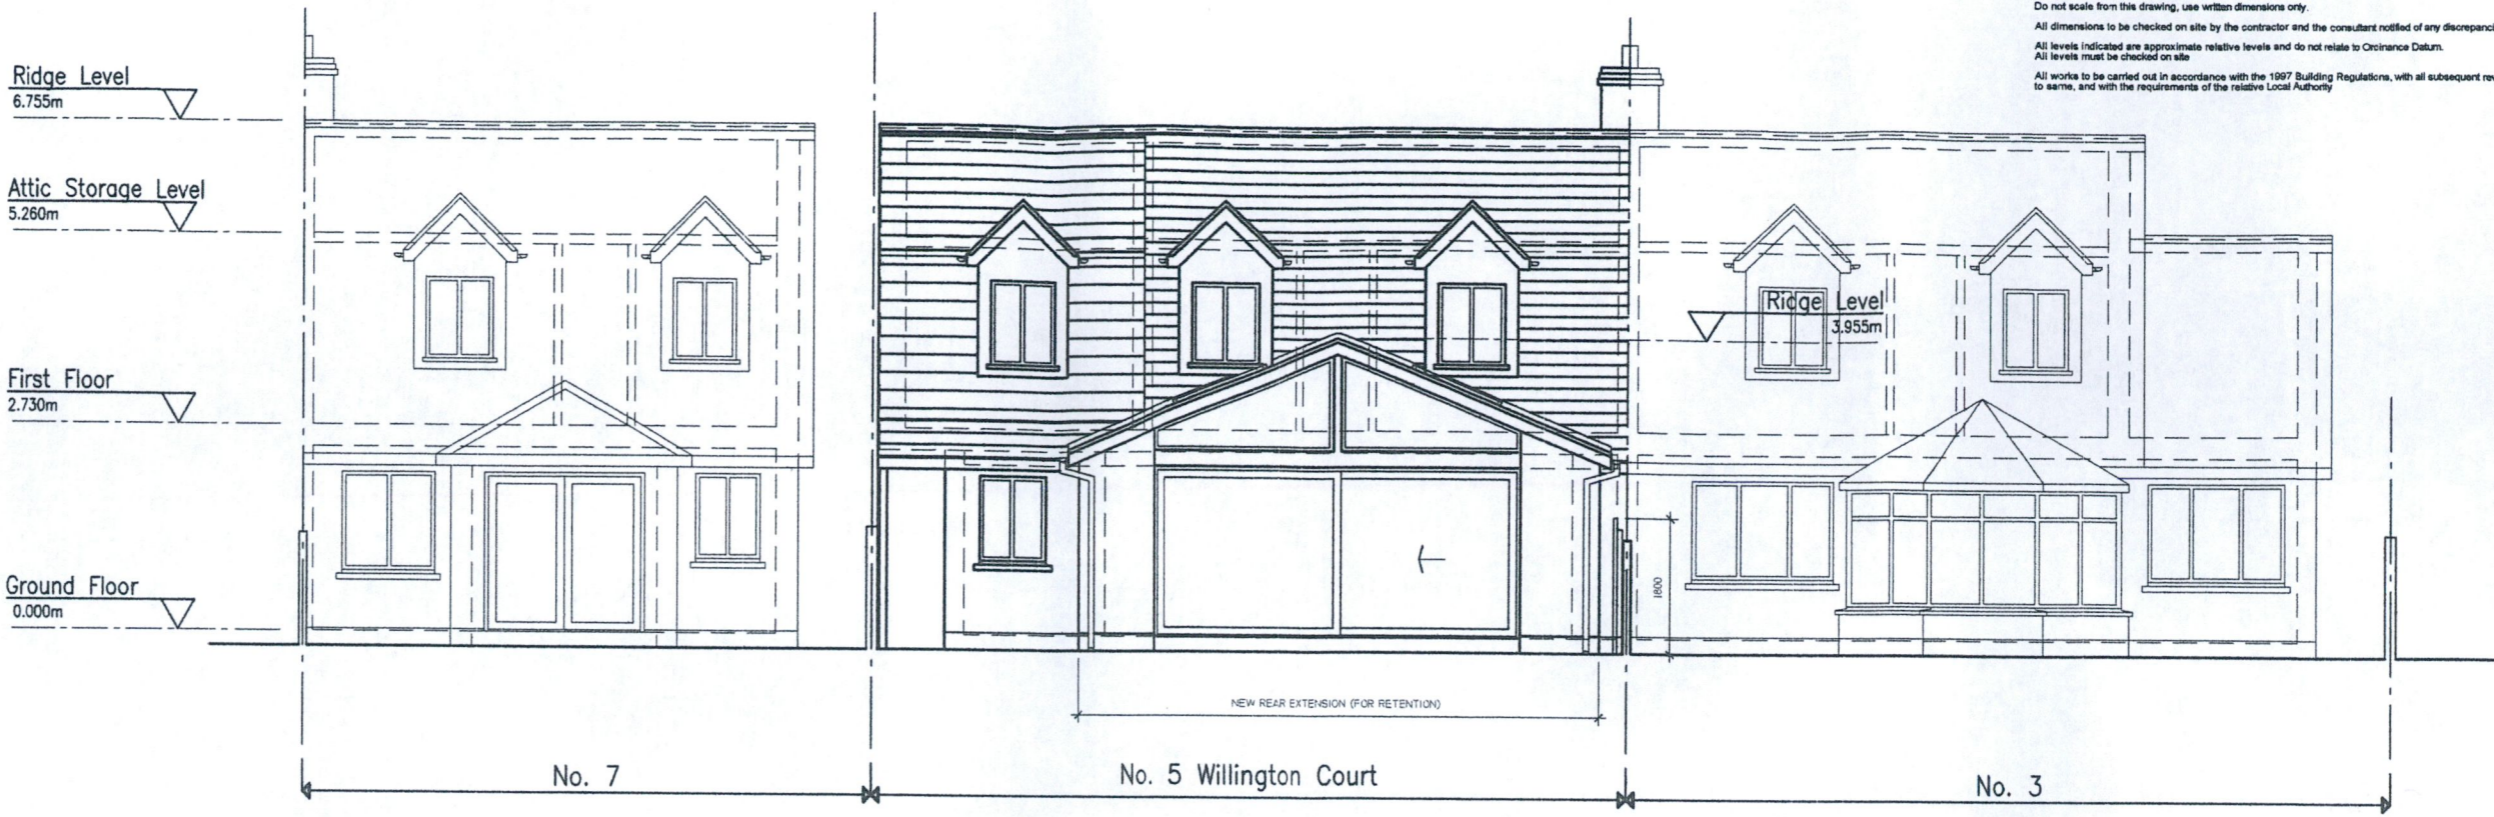 Do not scale from this drawing, use written dimensions only.
All dimensions to be checked on site by the contractor and the consultant notified of any discrepanci
All levels indicated are approximate relative levels and do not relate to Orcinance Datum.
All levels must be checked on site
All works to be carried out in accordance with the 1997 Building Regulations, with all subsequent rev
to same, and with the requirements of the relative Local Authority
Ridge Level
6.755m
Attic Storage Level
5.260m
Ridge Level
3.955m
First Floor
2.730m
Ground Floor
0.000m
1800
NEW REAR EXTENSION (FOR RETENTION)
No. 7
No. 5 Willington Court
No. 3